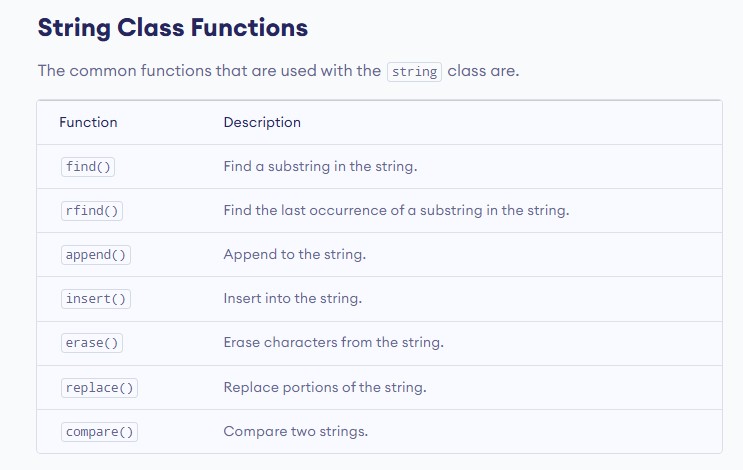 String Class Functions
The common functions that are used with the string class are.
Function Description
find() Find a substring in the string.
rfind() Find the last occurrence of a substring in the string.
append() Append to the string.
insert() Insert into the string.
erase() Erase characters from the string.
replace() Replace portions of the string.
compare() Compare two strings.